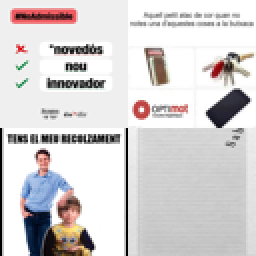 #NoAdmissible
*novedós
nou
innovador
Aquell petit atac de cor quan no
notes una d'aquestes coses a la butxaca
OPTIMOT
TENS EL MEU RECOLZAMENT